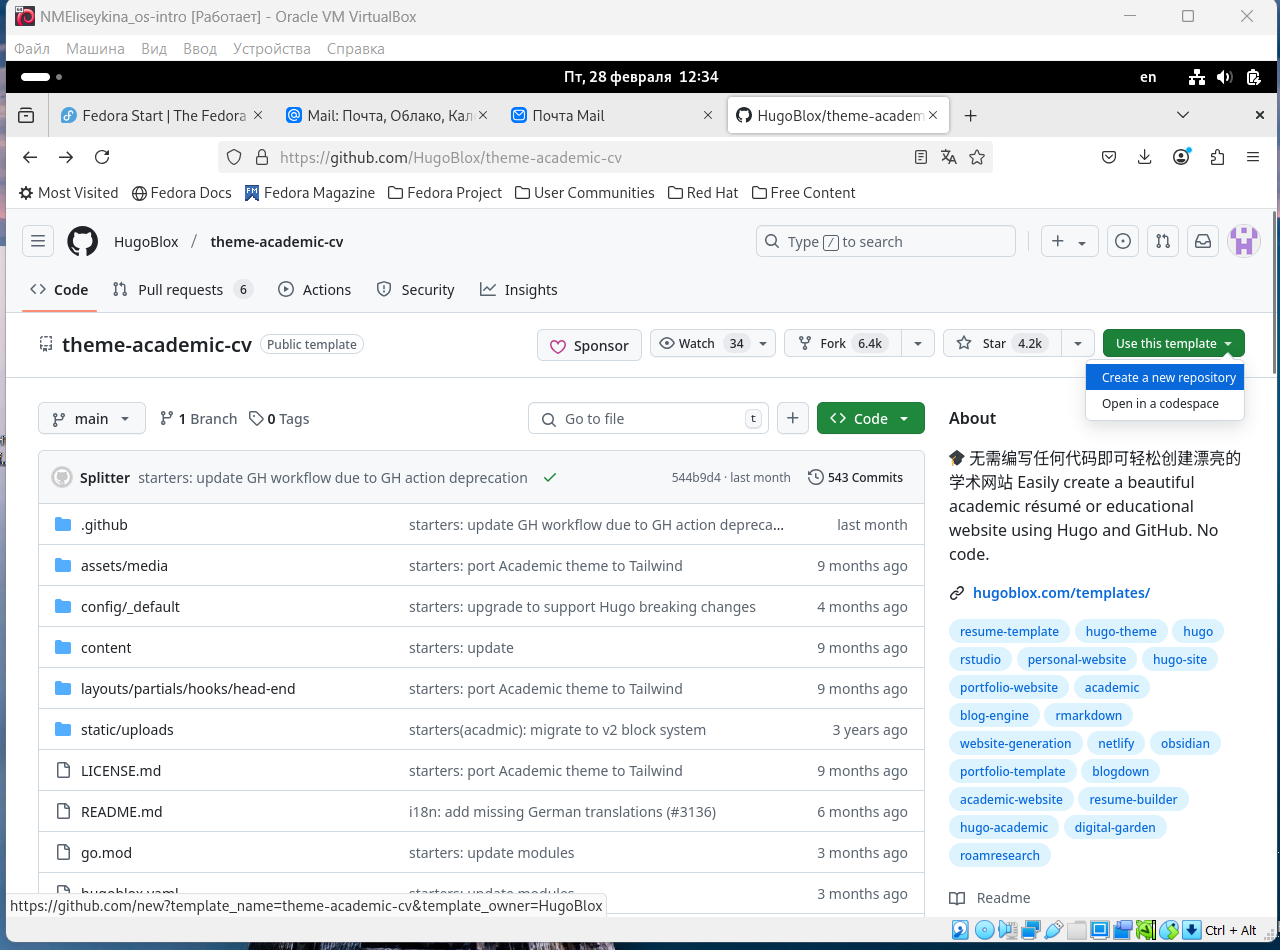 NMEliseykina_os-intro [Работает] - Oracle VM VirtualBox
Файл Машина Вид Ввод Устройства Справка
Пт, 28 февраля 12:34 en
Fedora Start | The Fedora Mail: Почта, Облако, Кал Почта Mail HugoBlox/theme-academ
https://github.com/HugoBlox/theme-academic-cv
Most Visited Fedora Docs Fedora Magazine Fedora Project User Communities Red Hat Free Content
HugoBlox / theme-academic-cv Type / to search
Code Pull requests 6 Actions Security Insights
theme-academic-cv Public template Sponsor Watch 34 Fork 6.4k Star 4.2k Use this template
Create a new repository
Open in a codespace
main 1 Branch 0 Tags Go to file t Code
Splitter starters: update GH workflow due to GH action deprecation 544b9d4 · last month 543 Commits
.github starters: update GH workflow due to GH action depreca... last month
assets/media starters: port Academic theme to Tailwind 9 months ago
config/_default starters: upgrade to support Hugo breaking changes 4 months ago
content starters: update 9 months ago
layouts/partials/hooks/head-end starters: port Academic theme to Tailwind 9 months ago
static/uploads starters(acadmic): migrate to v2 block system 3 years ago
LICENSE.md starters: port Academic theme to Tailwind 9 months ago
README.md i18n: add missing German translations (#3136) 6 months ago
go.mod starters: update modules 3 months ago
hugoblox.yaml starters: update modules 3 months ago
About
🎓 无需编写任何代码即可轻松创建漂亮的
学术网站 Easily create a beautiful
academic résumé or educational
website using Hugo and GitHub. No
code.
hugoblox.com/templates/
resume-template hugo-theme hugo
rstudio personal-website hugo-site
portfolio-website academic
blog-engine rmarkdown
website-generation netlify obsidian
portfolio-template blogdown
academic-website resume-builder
hugo-academic digital-garden
roamresearch
Readme
https://github.com/new?template_name=theme-academic-cv&template_owner=HugoBlox
Ctrl + Alt